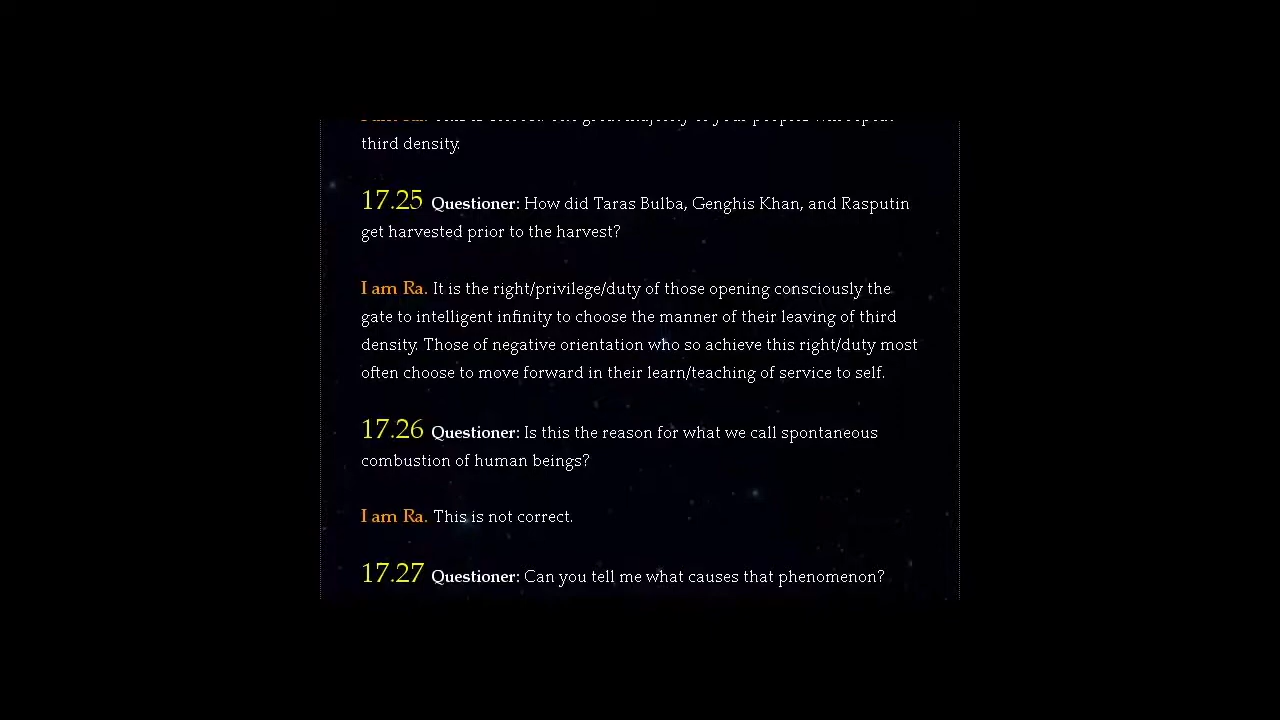 third density.
17.25 Questioner: How did Taras Bulba, Genghis Khan, and Rasputin
get harvested prior to the harvest?
I am Ra. It is the right/privilege/duty of those opening consciously the
gate to intelligent infinity to choose the manner of their leaving of third
density. Those of negative orientation who so achieve this right/duty most
often choose to move forward in their learn/teaching of service to self.
17.26 Questioner: Is this the reason for what we call spontaneous
combustion of human beings?
I am Ra. This is not correct.
17.27 Questioner: Can you tell me what causes that phenomenon?